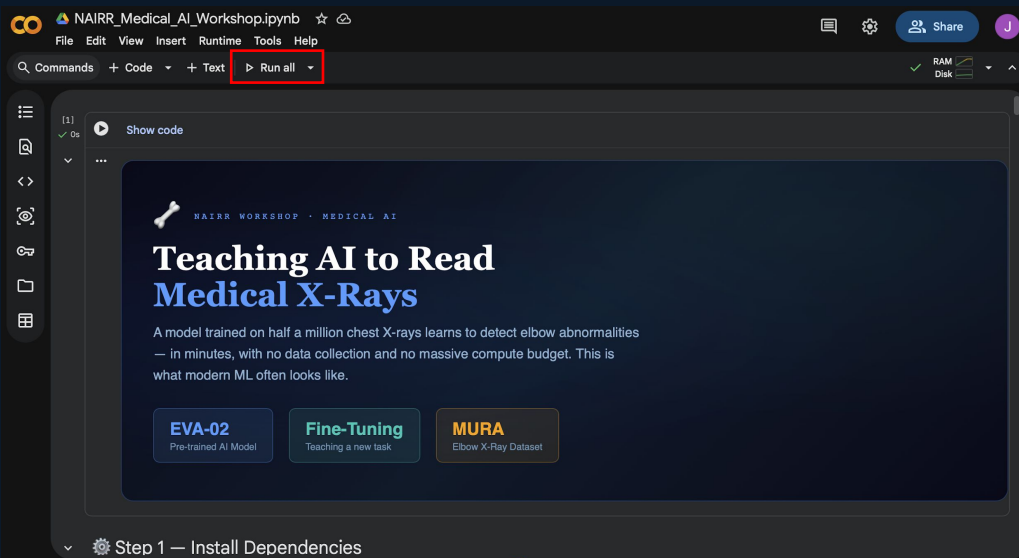 NAIRR_Medical_AI_Workshop.ipynb
File Edit View Insert Runtime Tools Help
Share
J
Commands + Code + Text Run all
RAM
Disk
[1]
0s
Show code
NAIRR WORKSHOP · MEDICAL AI
Teaching AI to Read
Medical X-Rays
A model trained on half a million chest X-rays learns to detect elbow abnormalities
— in minutes, with no data collection and no massive compute budget. This is
what modern ML often looks like.
EVA-02
Pre-trained AI Model
Fine-Tuning
Teaching a new task
MURA
Elbow X-Ray Dataset
Step 1 — Install Dependencies